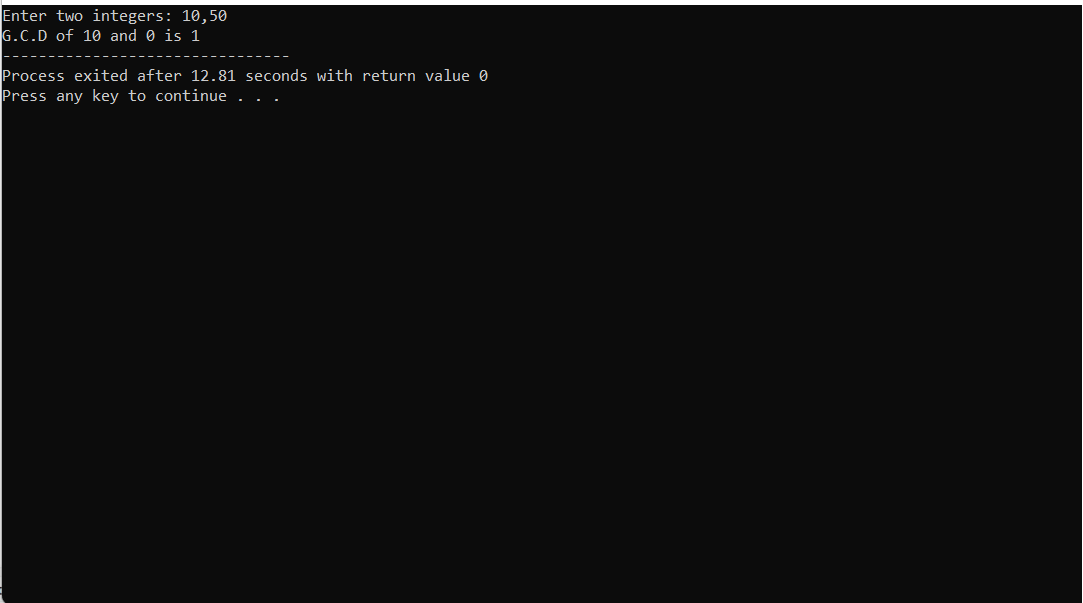 Enter two integers: 10,50
G.C.D of 10 and 0 is 1
--------------------------------
Process exited after 12.81 seconds with return value 0
Press any key to continue . . .